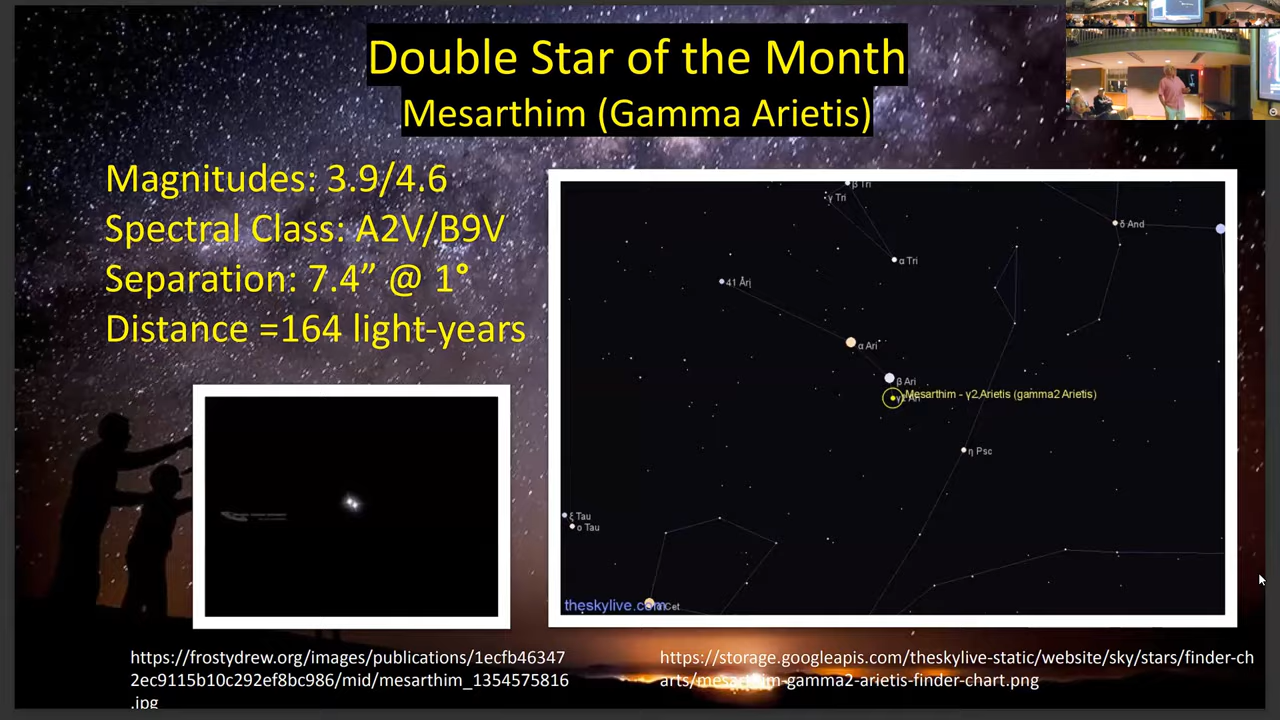 Double Star of the Month
Mesarthim (Gamma Arietis)
Magnitudes: 3.9/4.6
Spectral Class: A2V/B9V
Separation: 7.4” @ 1°
Distance =164 light-years
β Tri
γ Tri
δ And
α Tri
41 Ari
α Ari
β Ari
Mesarthim - γ2 Arietis (gamma2 Arietis)
η Psc
ξ Tau
ο Tau
theskylive.com
Cet
https://frostydrew.org/images/publications/1ecfb46347
2ec9115b10c292ef8bc986/mid/mesarthim_1354575816
.jpg
https://storage.googleapis.com/theskylive-static/website/sky/stars/finder-ch
arts/mesarthim-gamma2-arietis-finder-chart.png